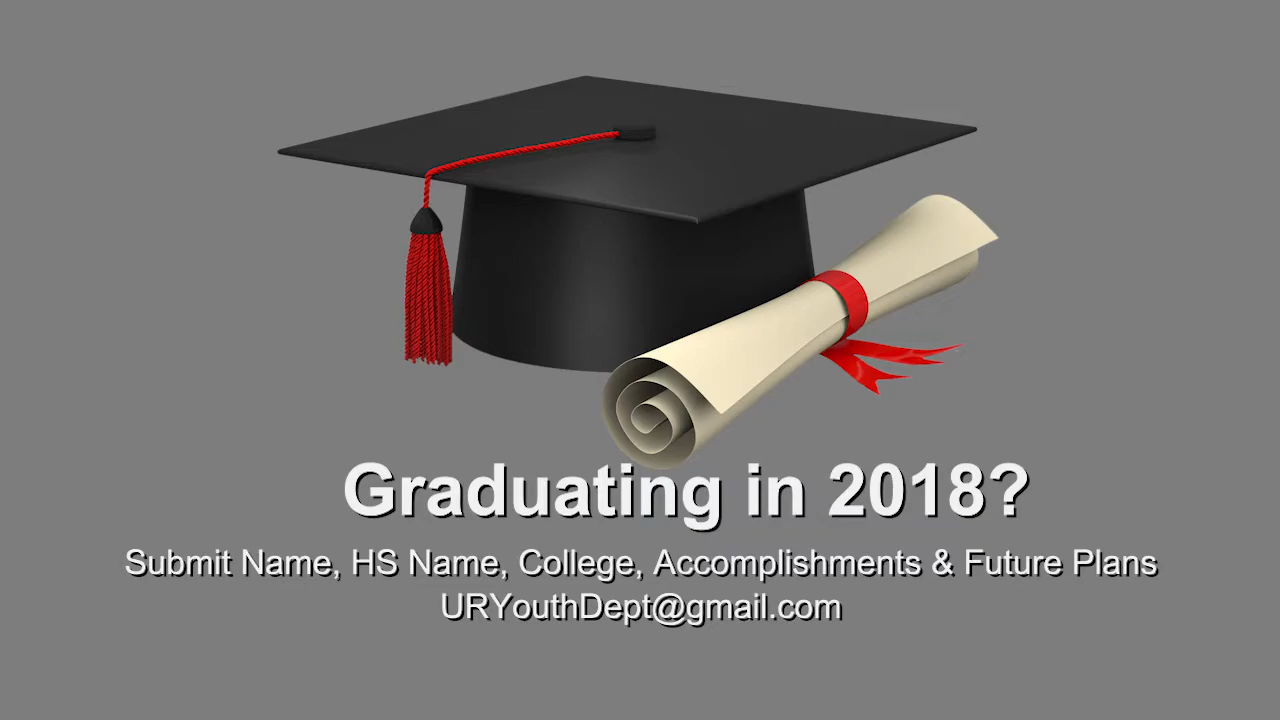 Graduating in 2018?
Submit Name, HS Name, College, Accomplishments & Future Plans
URYouthDept@gmail.com